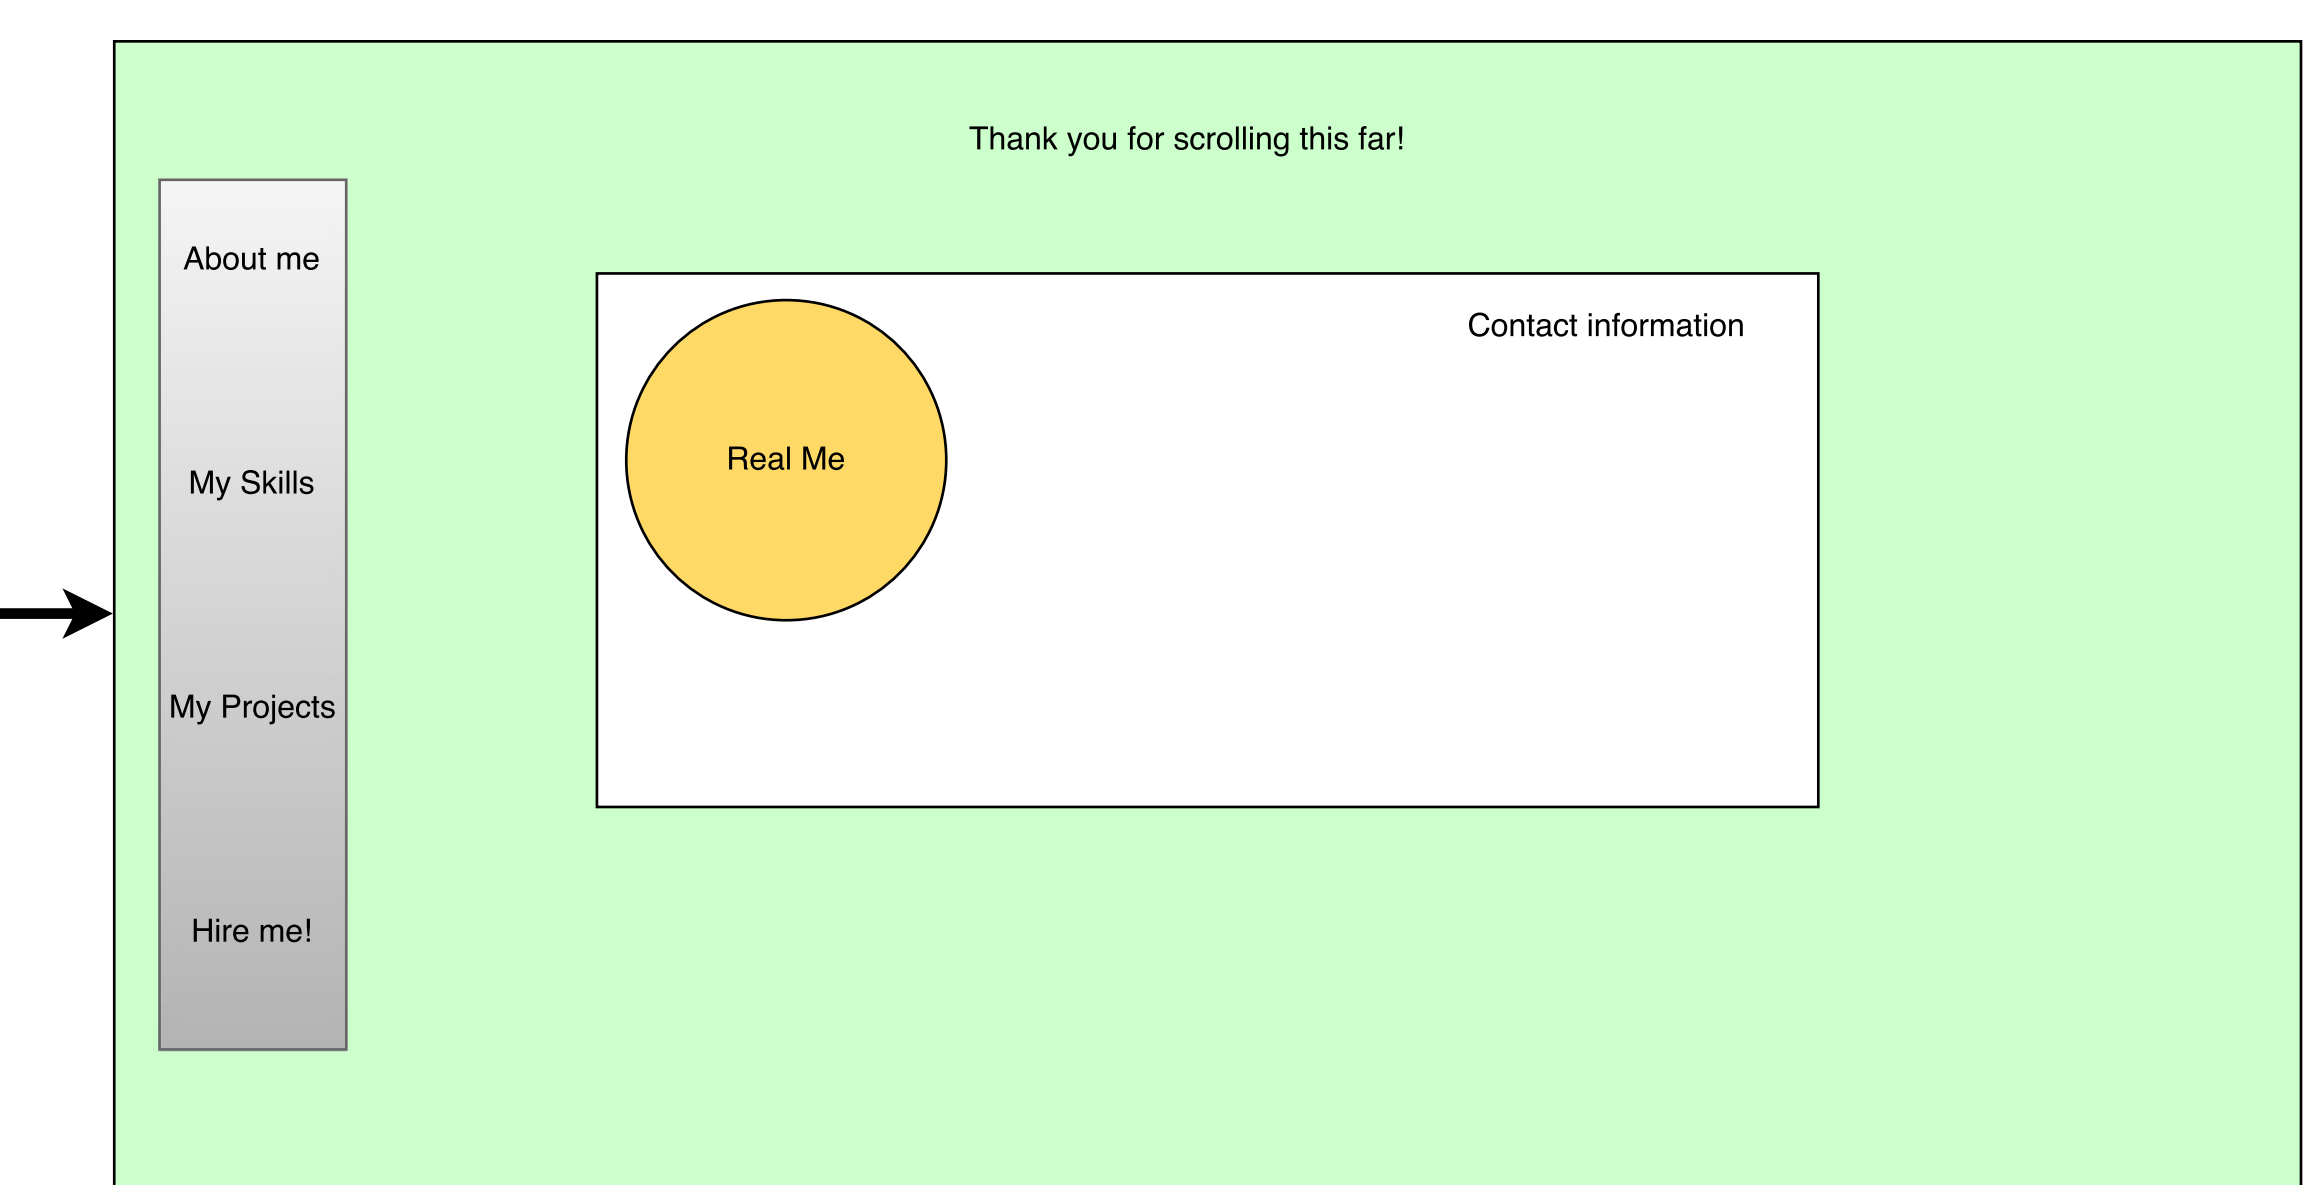 Thank you for scrolling this far!
About me
My Skills
My Projects
Hire me!
Contact information
Real Me